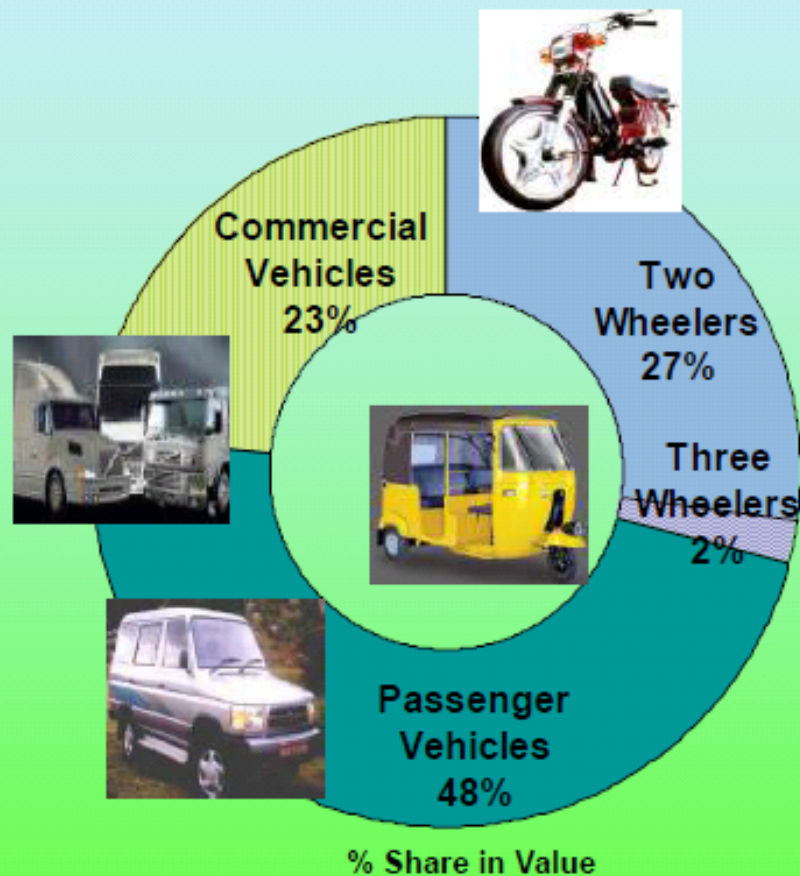 Commercial
Vehicles
23%
Two
Wheelers
27%
Three
Wheelers
2%
Passenger
Vehicles
48%
% Share in Value